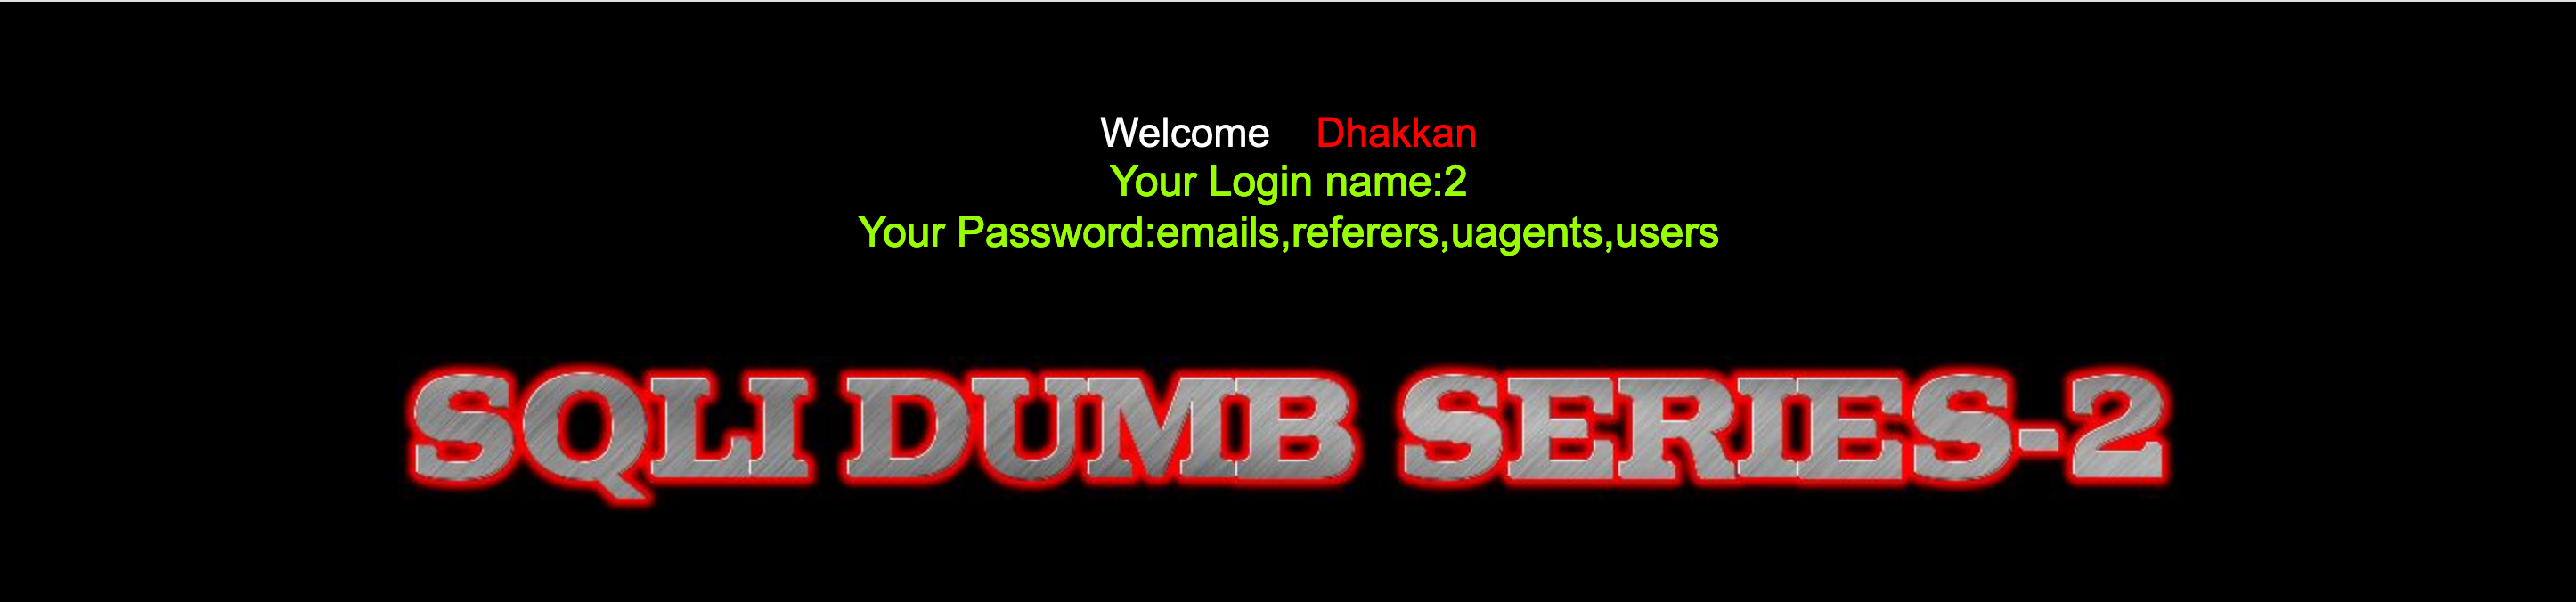 Welcome Dhakkan
Your Login name:2
Your Password:emails,referers,uagents,users
SQLI DUMB SERIES-2